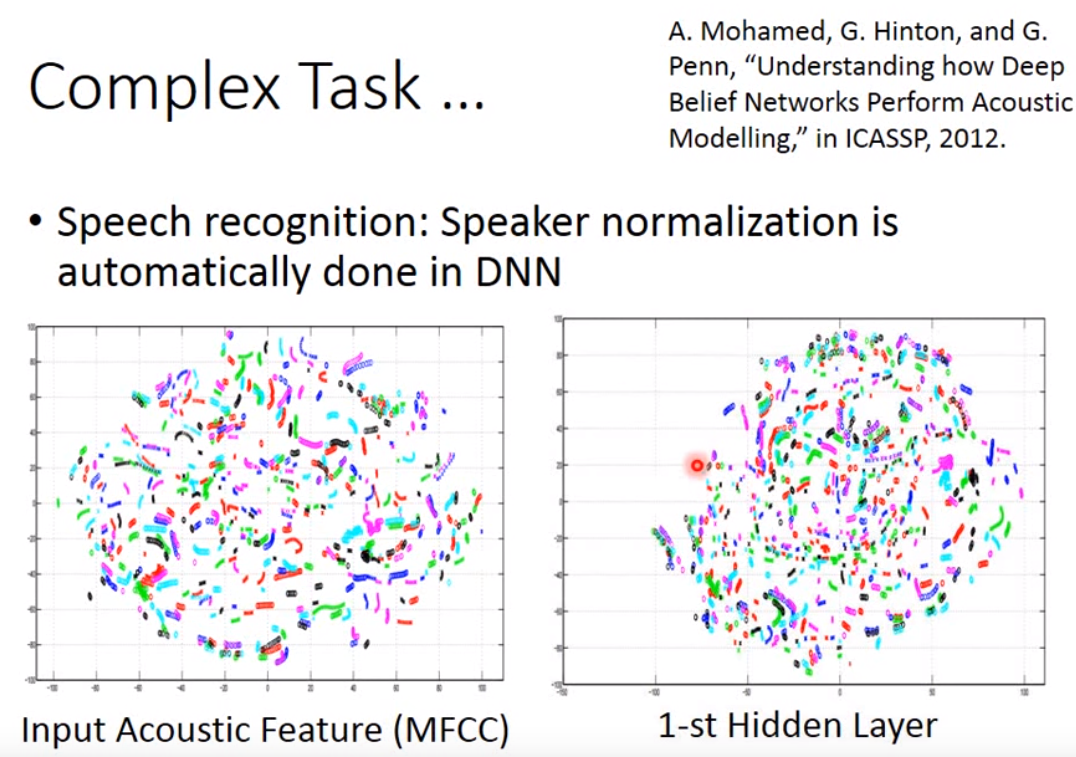 Complex Task ...
A. Mohamed, G. Hinton, and G.
Penn, “Understanding how Deep
Belief Networks Perform Acoustic
Modelling,” in ICASSP, 2012.
• Speech recognition: Speaker normalization is
automatically done in DNN
Input Acoustic Feature (MFCC)
1-st Hidden Layer